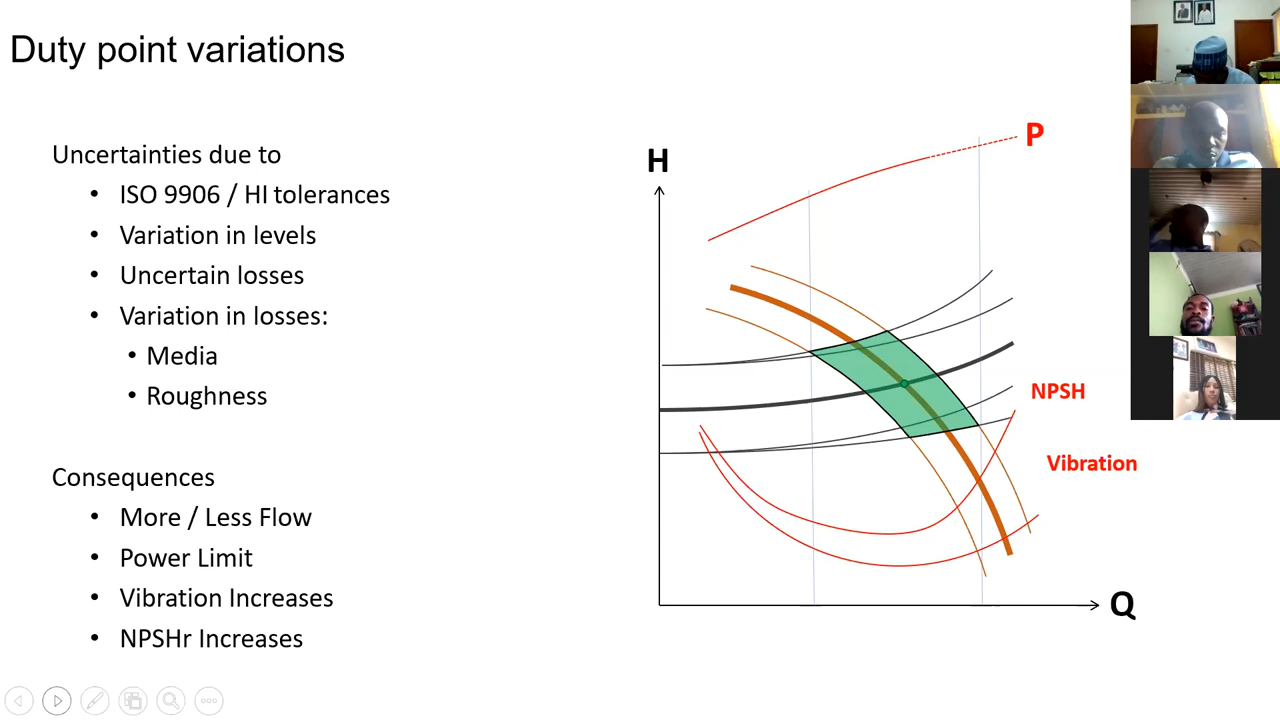 Duty point variations
Uncertainties due to
• ISO 9906 / HI tolerances
• Variation in levels
• Uncertain losses
• Variation in losses:
• Media
• Roughness
Consequences
• More / Less Flow
• Power Limit
• Vibration Increases
• NPSHr Increases
P
H
NPSH
Vibration
Q